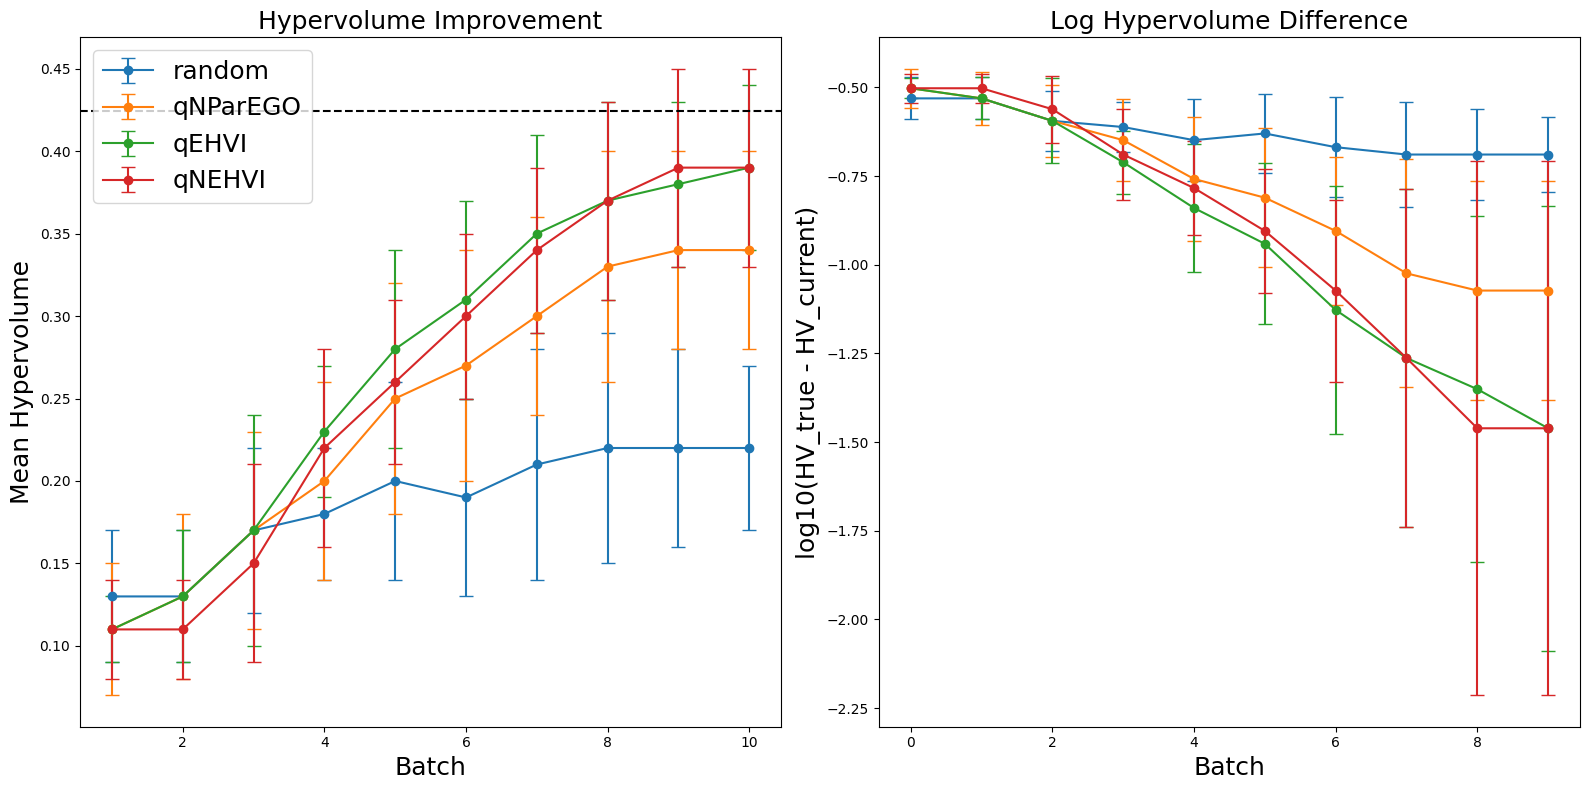 Hypervolume Improvement
Mean Hypervolume
0.45
0.40
0.35
0.30
0.25
0.20
0.15
0.10
random
qNParEGO
qEHVI
qNEHVI
2
4
6
8
10
Batch
Log Hypervolume Difference
log10(HV_true - HV_current)
−0.50
−0.75
−1.00
−1.25
−1.50
−1.75
−2.00
−2.25
0
2
4
6
8
Batch